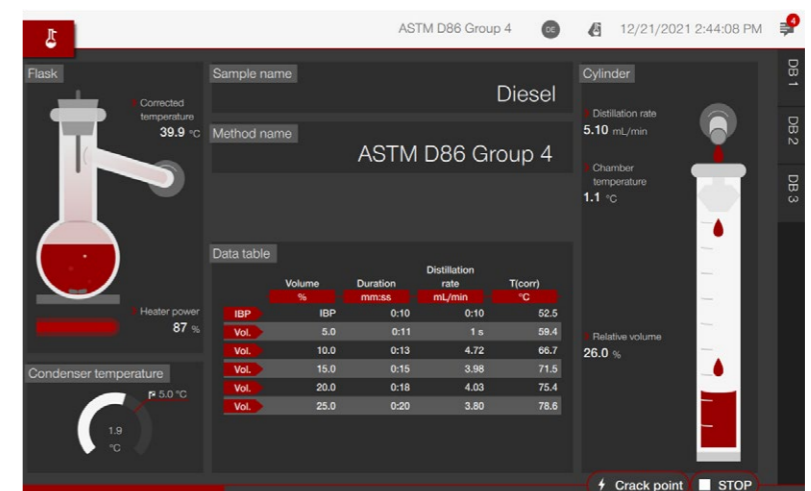 ASTM D86 Group 4 DE 12/21/2021 2:44:08 PM 4
Flask
Corrected
temperature
39.9 °C
Heater power
87 %
Condenser temperature
5.0 °C
1.9
°C
Sample name
Diesel
Method name
ASTM D86 Group 4
Data table
Volume Duration Distillation rate T(corr)
% mm:ss mL/min °C
IBP IBP 0:10 0:10 52.5
Vol. 5.0 0:11 1 s 59.4
Vol. 10.0 0:13 4.72 66.7
Vol. 15.0 0:15 3.98 71.5
Vol. 20.0 0:18 4.03 75.4
Vol. 25.0 0:20 3.80 78.6
Cylinder
Distillation rate
5.10 mL/min
Chamber
temperature
1.1 °C
Relative volume
26.0 %
DB 1
DB 2
DB 3
Crack point STOP